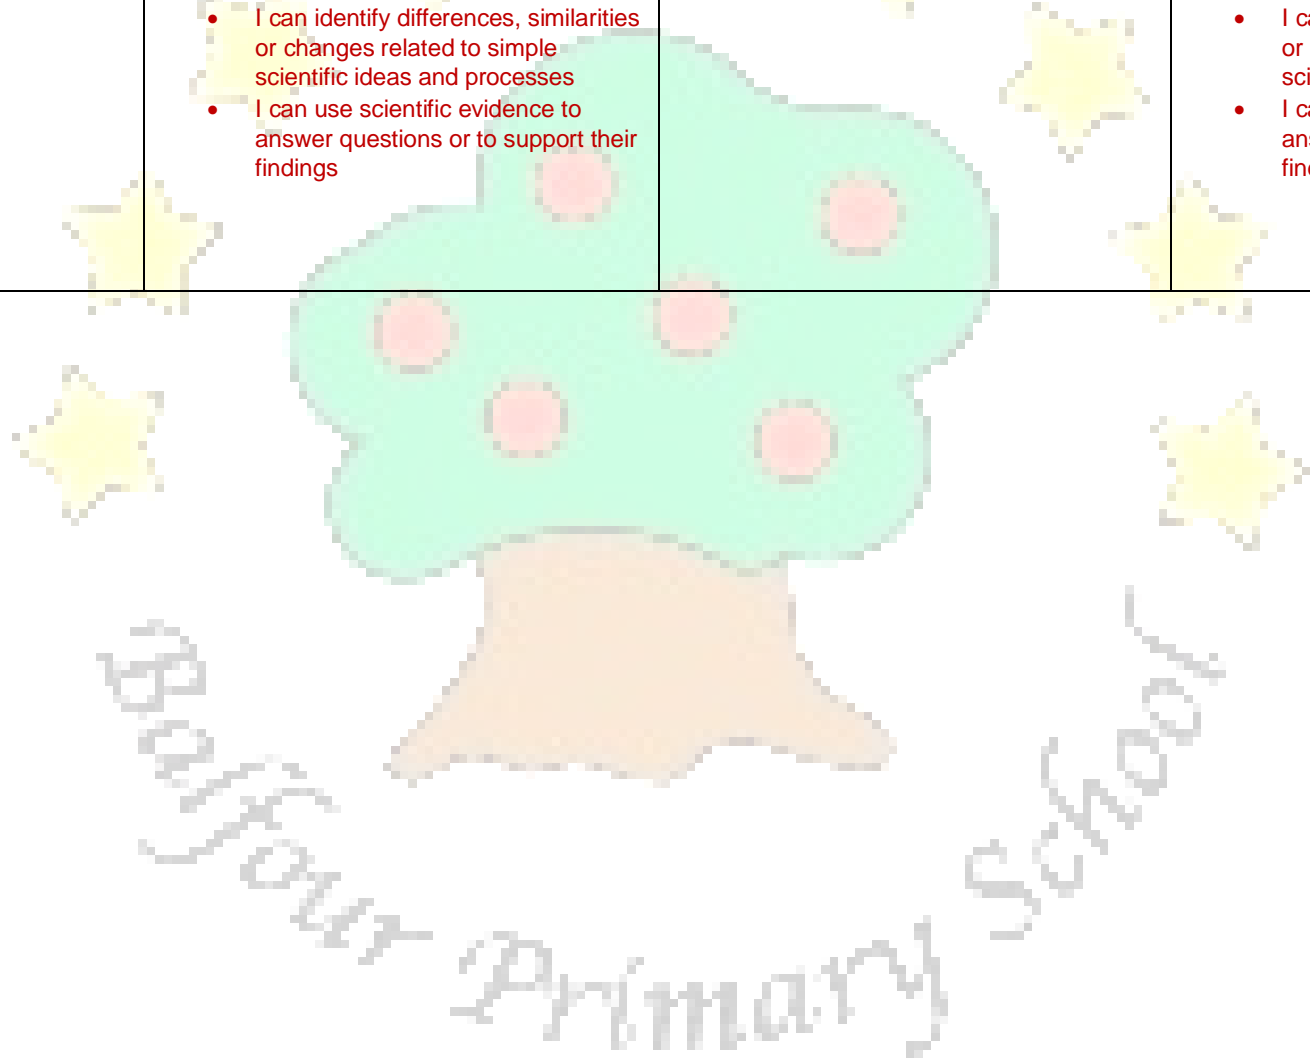 I can identify differences, similarities
or changes related to simple
scientific ideas and processes
I can use scientific evidence to
answer questions or to support their
findings
I
or
I
Balfour Primary School